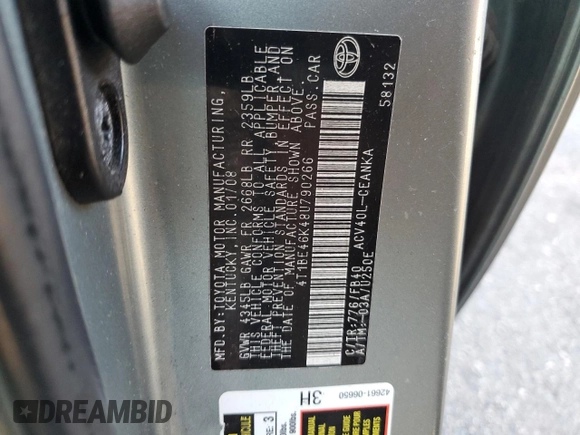 MFD.BY:TOYOTA MOTOR MANUFACTURING,
KENTUCKY,INC. 01/08
GVWR 4345LB GAWR FR 2668LB RR 2359LB
THIS VEHICLE CONFORMS TO ALL APPLICABLE
FEDERAL MOTOR VEHICLE SAFETY, BUMPER, AND
THEFT PREVENTION STANDARDS IN EFFECT ON
THE DATE OF MANUFACTURE SHOWN ABOVE.
4T1BE46K48U790266 PASS.CAR
C/TR:776/FB40 ACV40L-CEANKA
A/TM:-03A/U250E
58132
42661-06650
3H
DREAMBID